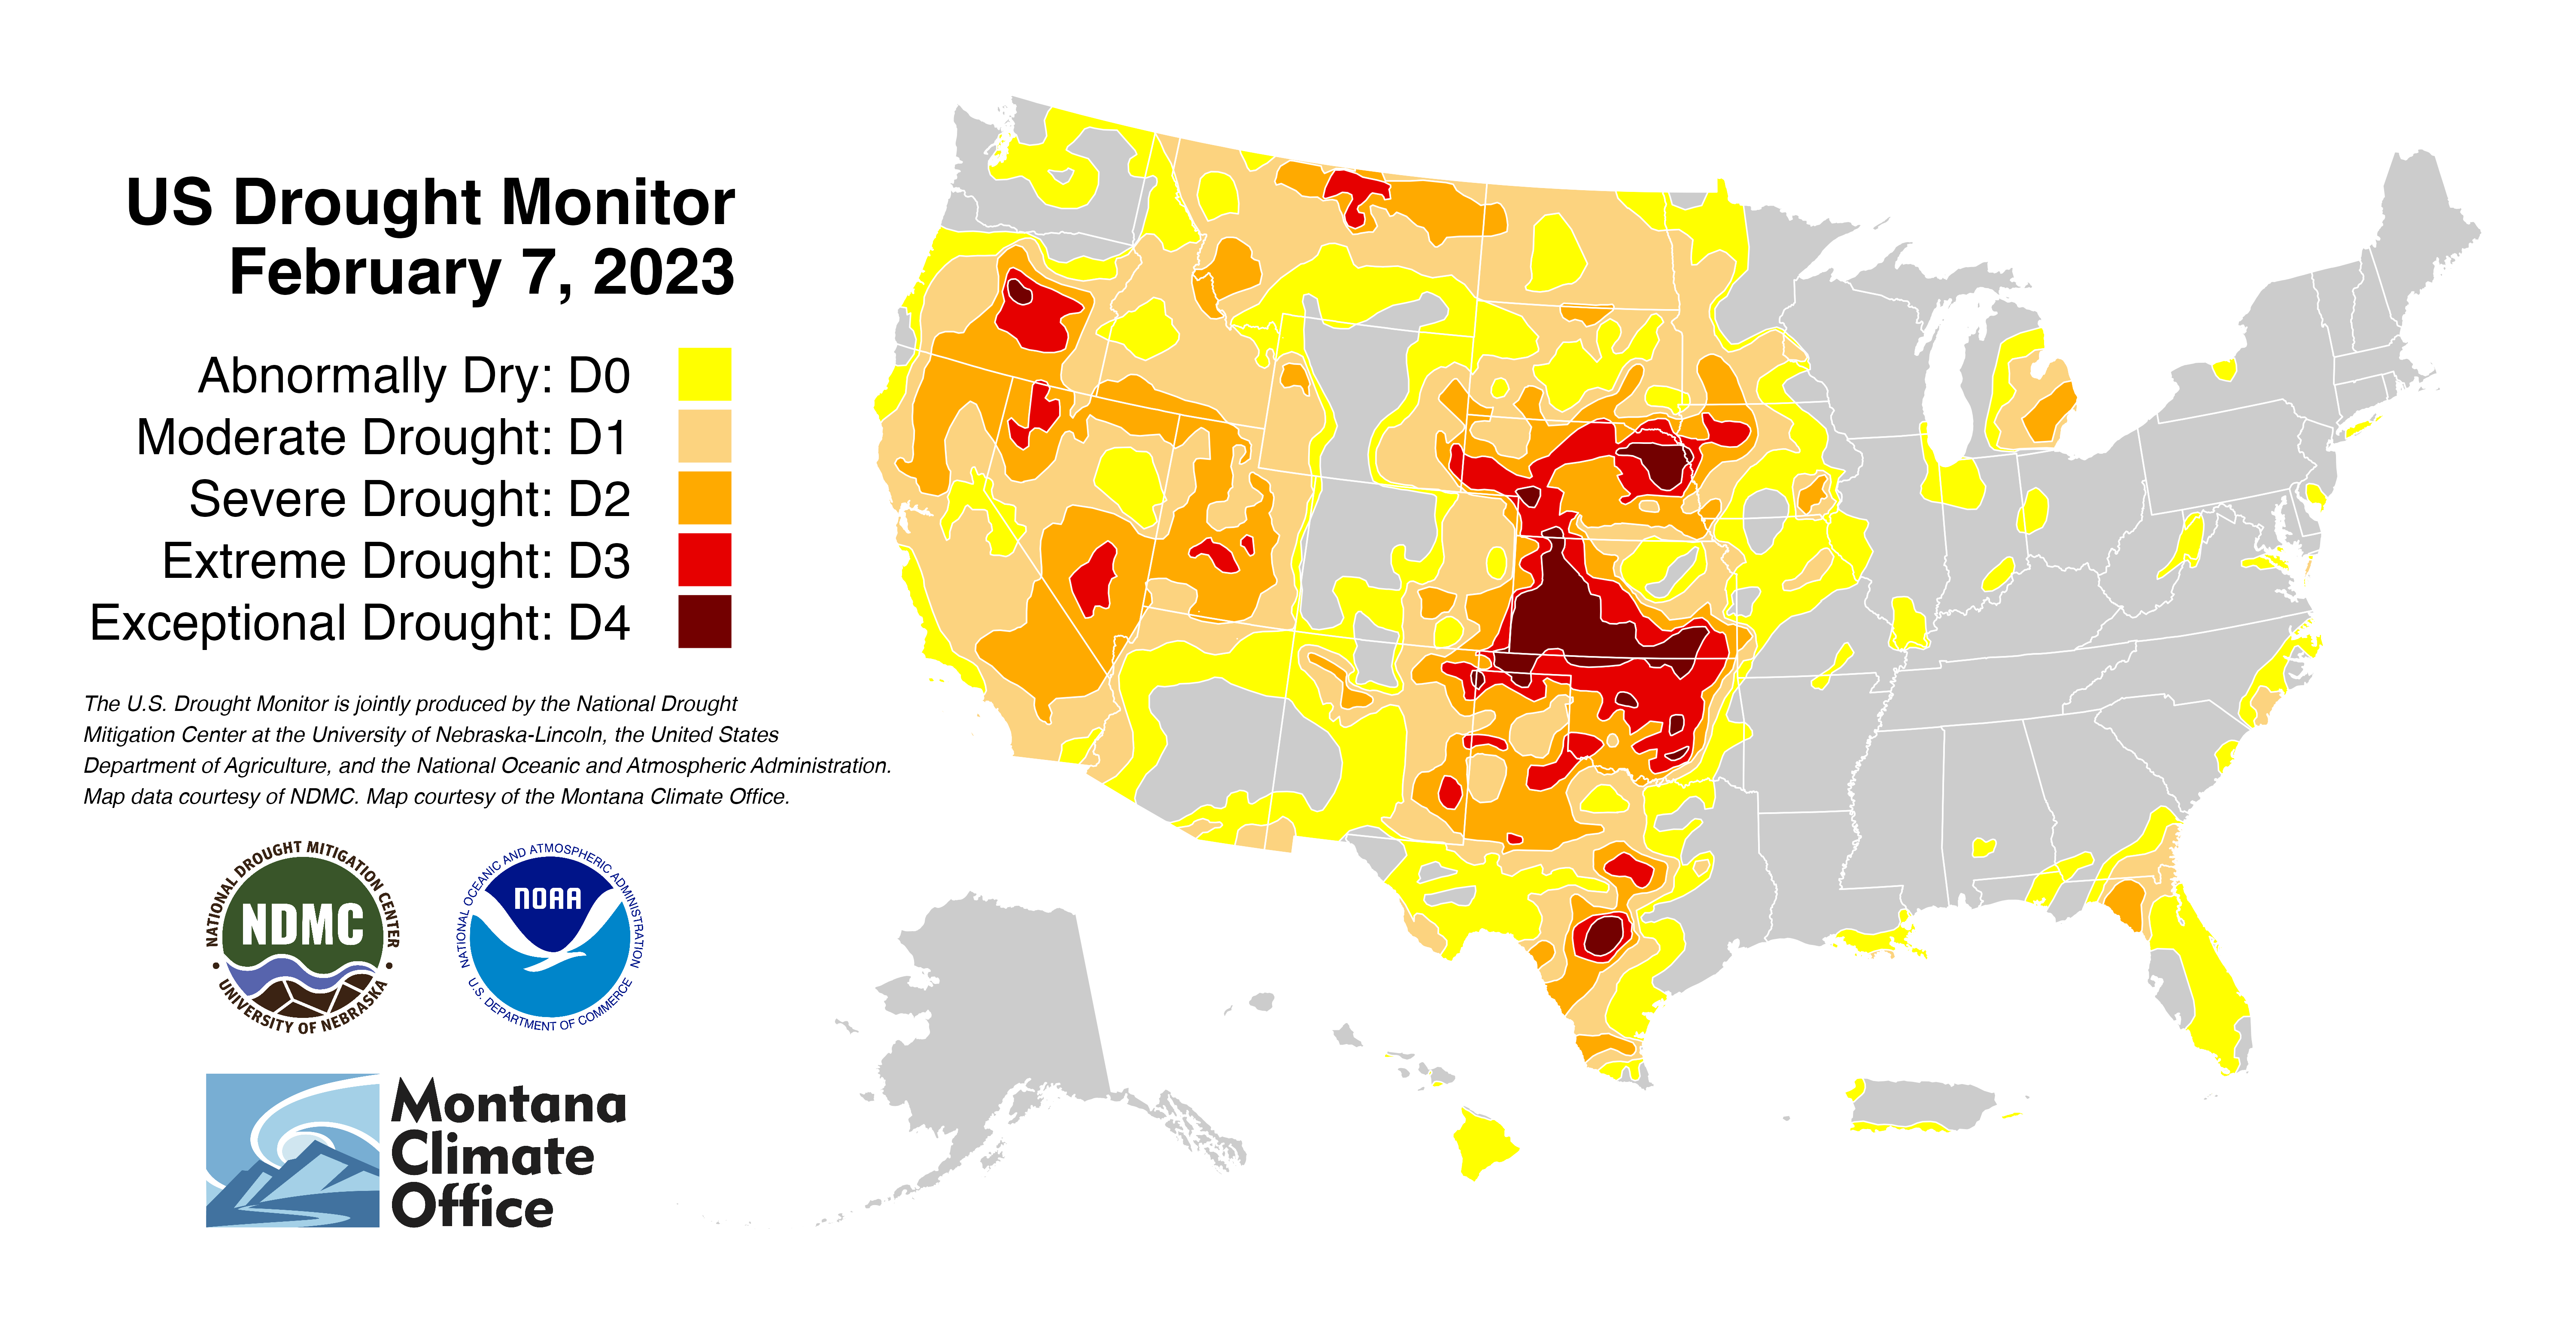 US Drought Monitor
February 7, 2023
Abnormally Dry: D0
Moderate Drought: D1
Severe Drought: D2
Extreme Drought: D3
Exceptional Drought: D4
The U.S. Drought Monitor is jointly produced by the National Drought
Mitigation Center at the University of Nebraska-Lincoln, the United States
Department of Agriculture, and the National Oceanic and Atmospheric Administration.
Map data courtesy of NDMC. Map courtesy of the Montana Climate Office.
NATIONAL DROUGHT MITIGATION CENTER
NDMC
• UNIVERSITY OF NEBRASKA •
NATIONAL OCEANIC AND ATMOSPHERIC ADMINISTRATION
NOAA
U.S. DEPARTMENT OF COMMERCE
Montana
Climate
Office